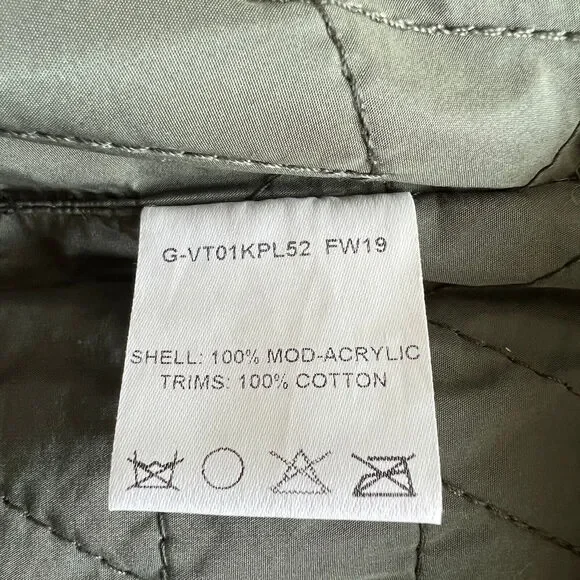 G-VT01KPL52 FW19
SHELL: 100% MOD-ACRYLIC
TRIMS: 100% COTTON